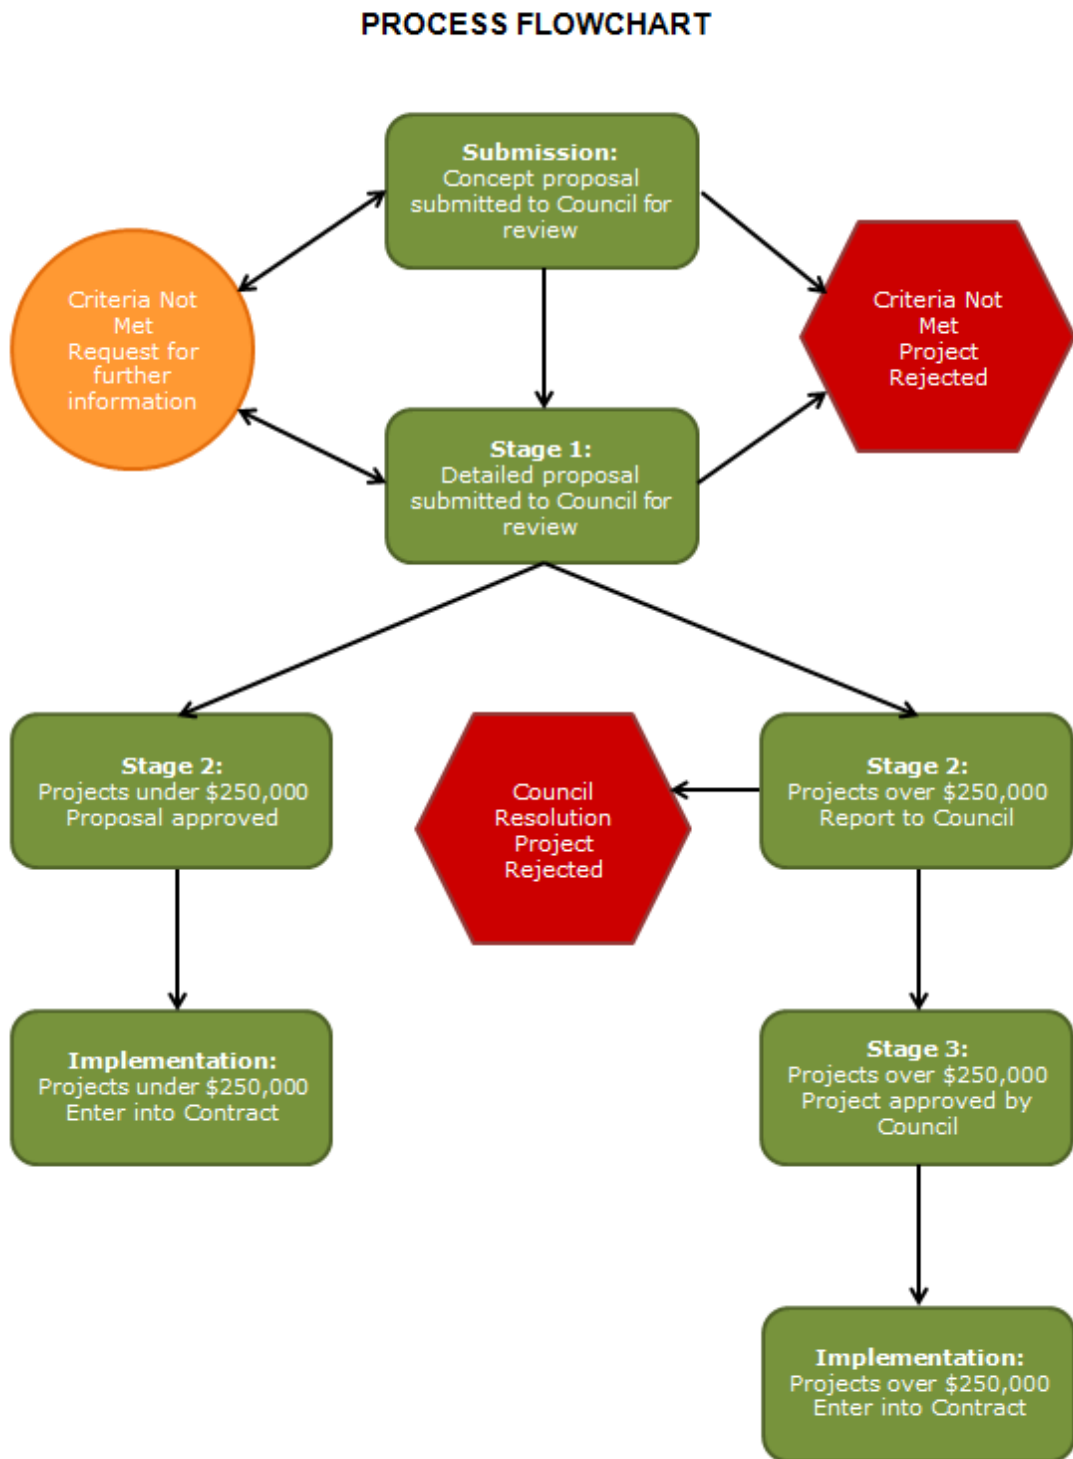 PROCESS FLOWCHART
Submission:
Concept proposal
submitted to Council for
review
Criteria Not
Met
Request for
further
information
Criteria Not
Met
Project
Rejected
Stage 1:
Detailed proposal
submitted to Council for
review
Stage 2:
Projects under $250,000
Proposal approved
Council
Resolution
Project
Rejected
Stage 2:
Projects over $250,000
Report to Council
Implementation:
Projects under $250,000
Enter into Contract
Stage 3:
Projects over $250,000
Project approved by
Council
Implementation:
Projects over $250,000
Enter into Contract